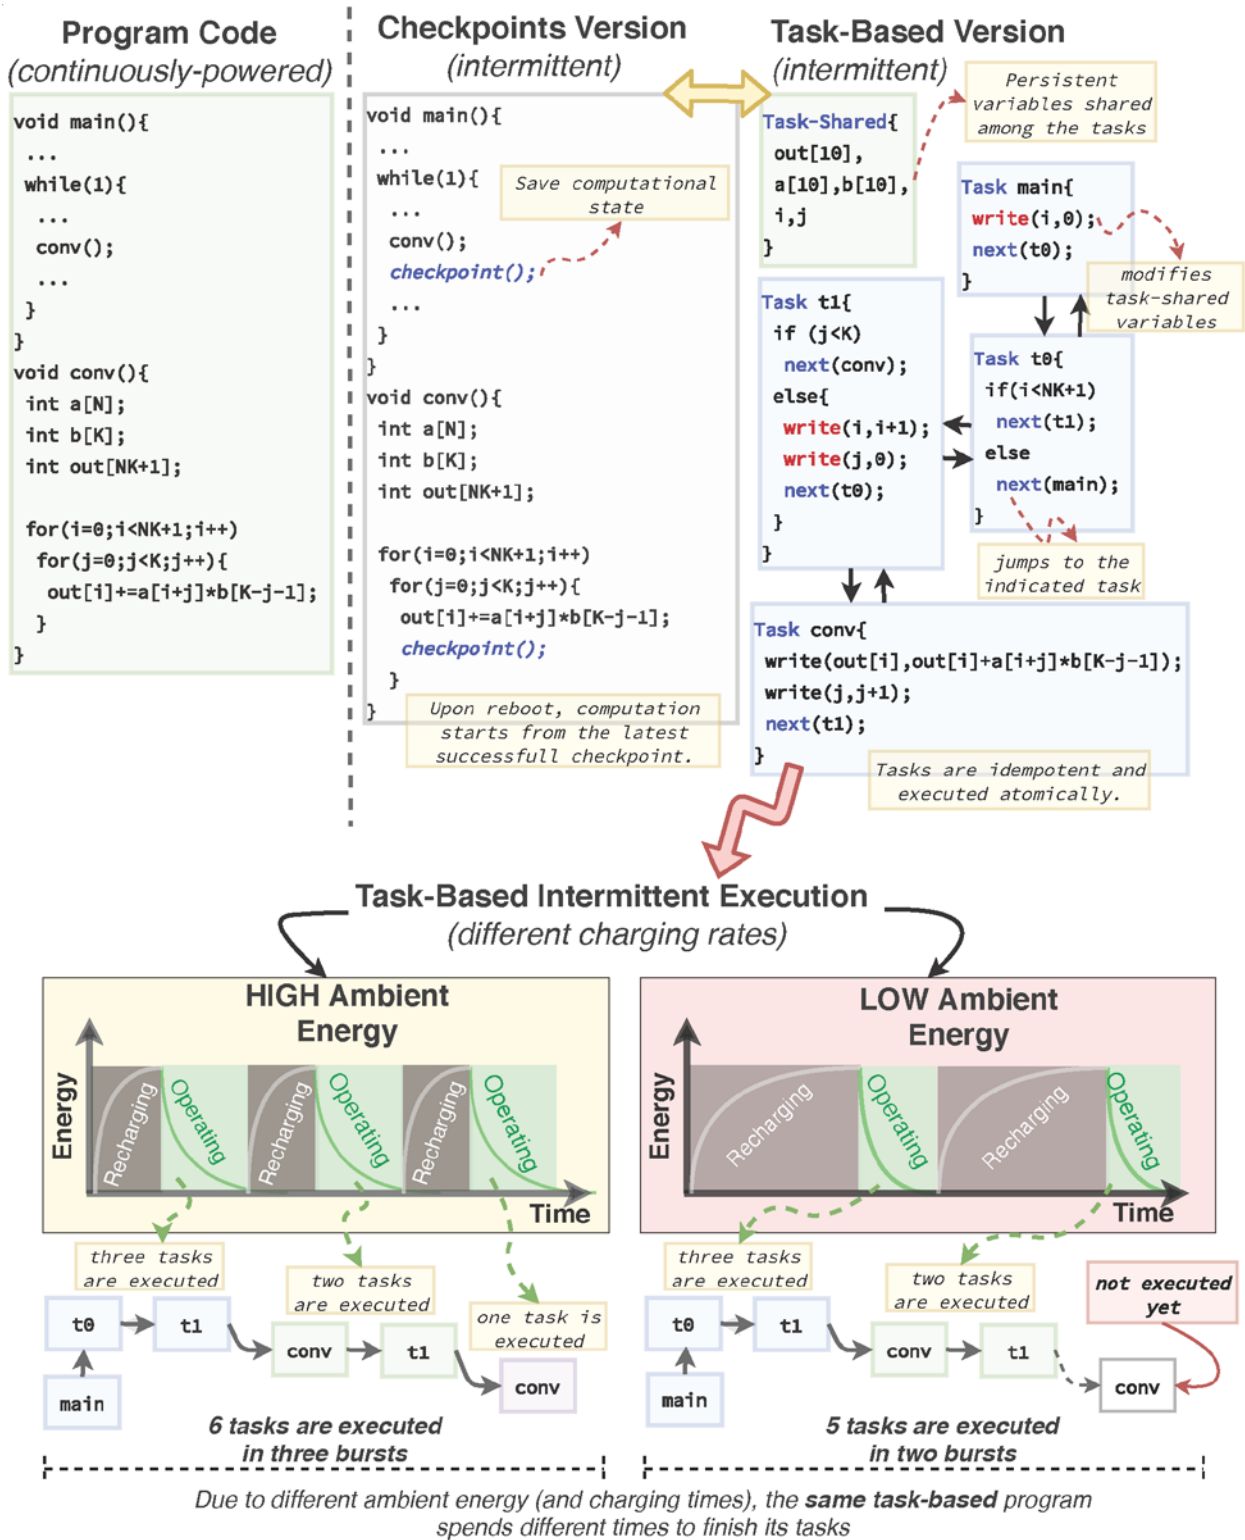 Program Code
(continuously-powered)
void main(){
...
while(1){
...
conv();
...
}
}
void conv(){
int a[N];
int b[K];
int out[NK+1];
for(i=0;i<NK+1;i++)
for(j=0;j<K;j++){
out[i]+=a[i+j]*b[K-j-1];
}
}
Checkpoints Version
(intermittent)
void main(){
...
while(1){
...
conv();
checkpoint();
...
}
}
void conv(){
int a[N];
int b[K];
int out[NK+1];
for(i=0;i<NK+1;i++)
for(j=0;j<K;j++){
out[i]+=a[i+j]*b[K-j-1];
checkpoint();
}
}
Save computational
state
Upon reboot, computation
starts from the latest
successfull checkpoint.
Task-Based Version
(intermittent)
Task-Shared{
out[10],
a[10],b[10],
i,j
}
Persistent
variables shared
among the tasks
Task main{
write(i,0);
next(t0);
}
modifies
task-shared
variables
Task t1{
if (j<K)
next(conv);
else{
write(i,i+1);
write(j,0);
next(t0);
}
}
Task t0{
if(i<NK+1)
next(t1);
else
next(main);
}
jumps to the
indicated task
Task conv{
write(out[i],out[i]+a[i+j]*b[K-j-1]);
write(j,j+1);
next(t1);
}
Tasks are idempotent and
executed atomically.
Task-Based Intermittent Execution
(different charging rates)
HIGH Ambient
Energy
Energy
Recharging
Operating
Recharging
Operating
Recharging
Operating
Time
three tasks
are executed
two tasks
are executed
one task is
executed
t0
t1
conv
t1
conv
main
6 tasks are executed
in three bursts
LOW Ambient
Energy
Energy
Recharging
Operating
Recharging
Operating
Time
three tasks
are executed
two tasks
are executed
not executed
yet
t0
t1
conv
t1
conv
main
5 tasks are executed
in two bursts
Due to different ambient energy (and charging times), the same task-based program
spends different times to finish its tasks